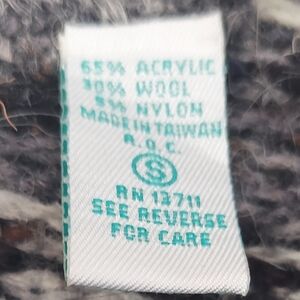 65% ACRYLIC
30% WOOL
5% NYLON
MADE IN TAIWAN
R.O.C.
S
RN 13711
SEE REVERSE
FOR CARE